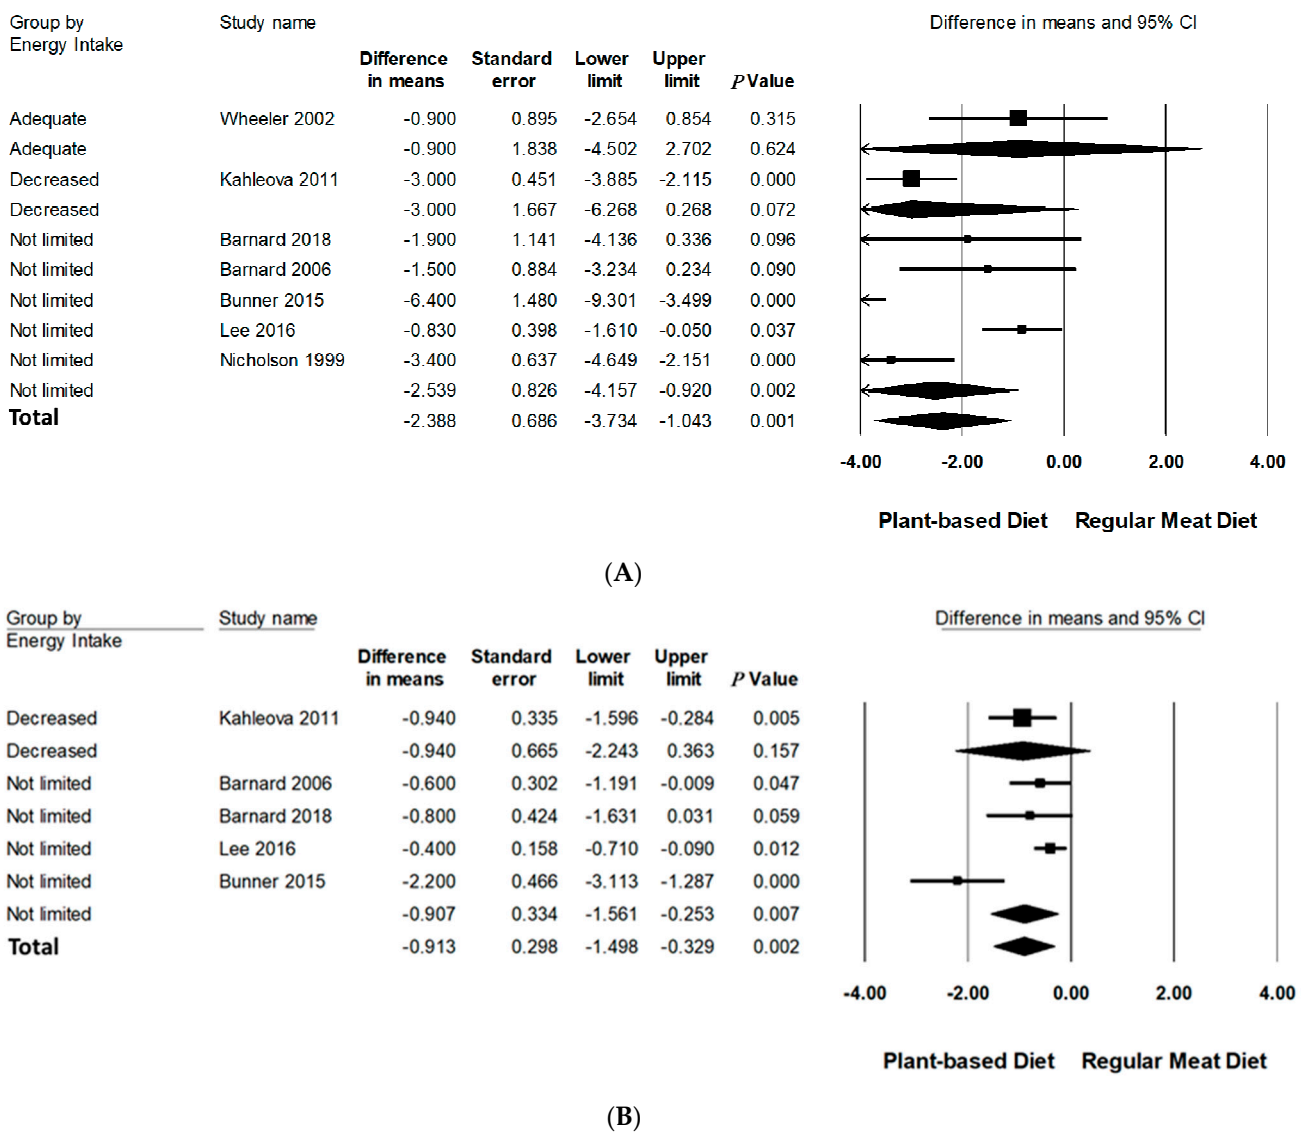 Group by Study name Difference in means and 95% CI
Energy Intake
Difference Standard Lower Upper
in means error limit limit P Value
Adequate Wheeler 2002 -0.900 0.895 -2.654 0.854 0.315
Adequate -0.900 1.838 -4.502 2.702 0.624
Decreased Kahleova 2011 -3.000 0.451 -3.885 -2.115 0.000
Decreased -3.000 1.667 -6.268 0.268 0.072
Not limited Barnard 2018 -1.900 1.141 -4.136 0.336 0.096
Not limited Barnard 2006 -1.500 0.884 -3.234 0.234 0.090
Not limited Bunner 2015 -6.400 1.480 -9.301 -3.499 0.000
Not limited Lee 2016 -0.830 0.398 -1.610 -0.050 0.037
Not limited Nicholson 1999 -3.400 0.637 -4.649 -2.151 0.000
Not limited -2.539 0.826 -4.157 -0.920 0.002
Total -2.388 0.686 -3.734 -1.043 0.001
-4.00 -2.00 0.00 2.00 4.00
Plant-based Diet Regular Meat Diet
(A)
Group by Study name Difference in means and 95% CI
Energy Intake
Difference Standard Lower Upper
in means error limit limit P Value
Decreased Kahleova 2011 -0.940 0.335 -1.596 -0.284 0.005
Decreased -0.940 0.665 -2.243 0.363 0.157
Not limited Barnard 2006 -0.600 0.302 -1.191 -0.009 0.047
Not limited Barnard 2018 -0.800 0.424 -1.631 0.031 0.059
Not limited Lee 2016 -0.400 0.158 -0.710 -0.090 0.012
Not limited Bunner 2015 -2.200 0.466 -3.113 -1.287 0.000
Not limited -0.907 0.334 -1.561 -0.253 0.007
Total -0.913 0.298 -1.498 -0.329 0.002
-4.00 -2.00 0.00 2.00 4.00
Plant-based Diet Regular Meat Diet
(B)